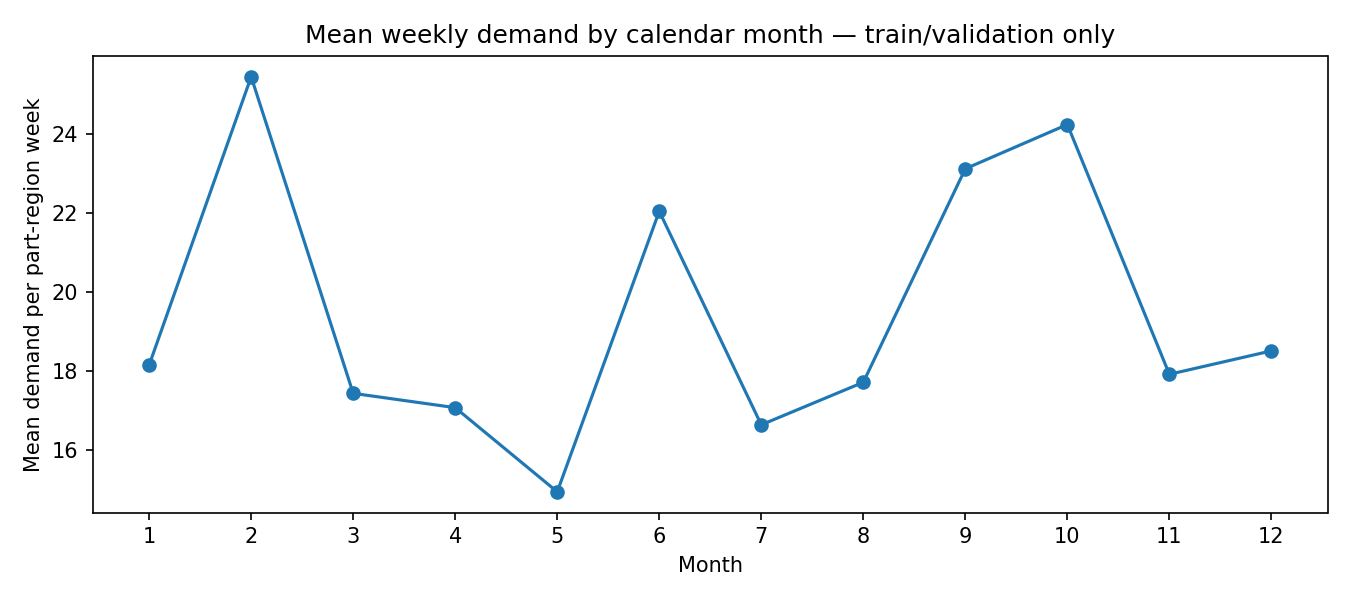 Mean weekly demand by calendar month — train/validation only
Mean demand per part-region week
24
22
20
18
16
1 2 3 4 5 6 7 8 9 10 11 12
Month